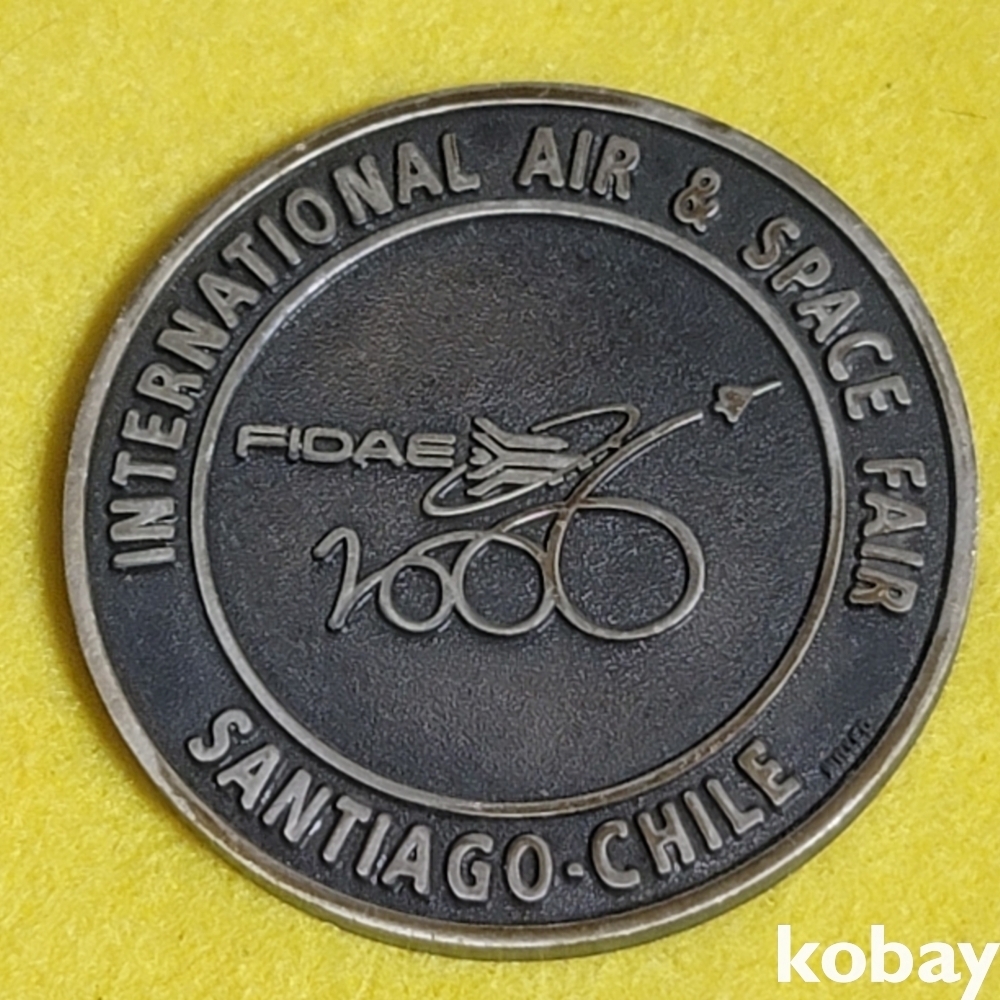 INTERNATIONAL AIR & SPACE FAIR
FIDAE
2000
SANTIAGO-CHILE
kobay